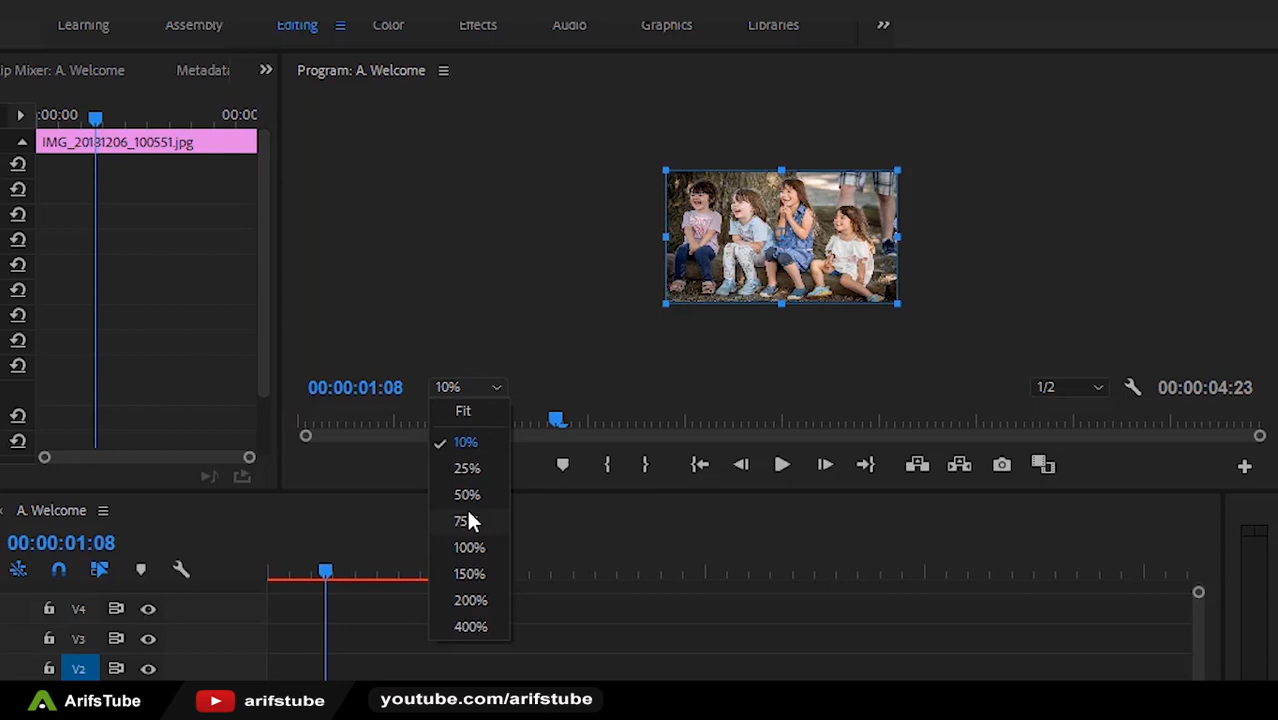 Learning Assembly Editing Color Effects Audio Graphics Libraries
ip Mixer: A. Welcome Metadata
Program: A. Welcome
:00:00 00:00
IMG_20181206_100551.jpg
00:00:01:08 10% 1/2 00:00:04:23
Fit
10%
25%
50%
75%
100%
150%
200%
400%
A. Welcome
00:00:01:08
V4
V3
V2
ArifsTube arifstube youtube.com/arifstube